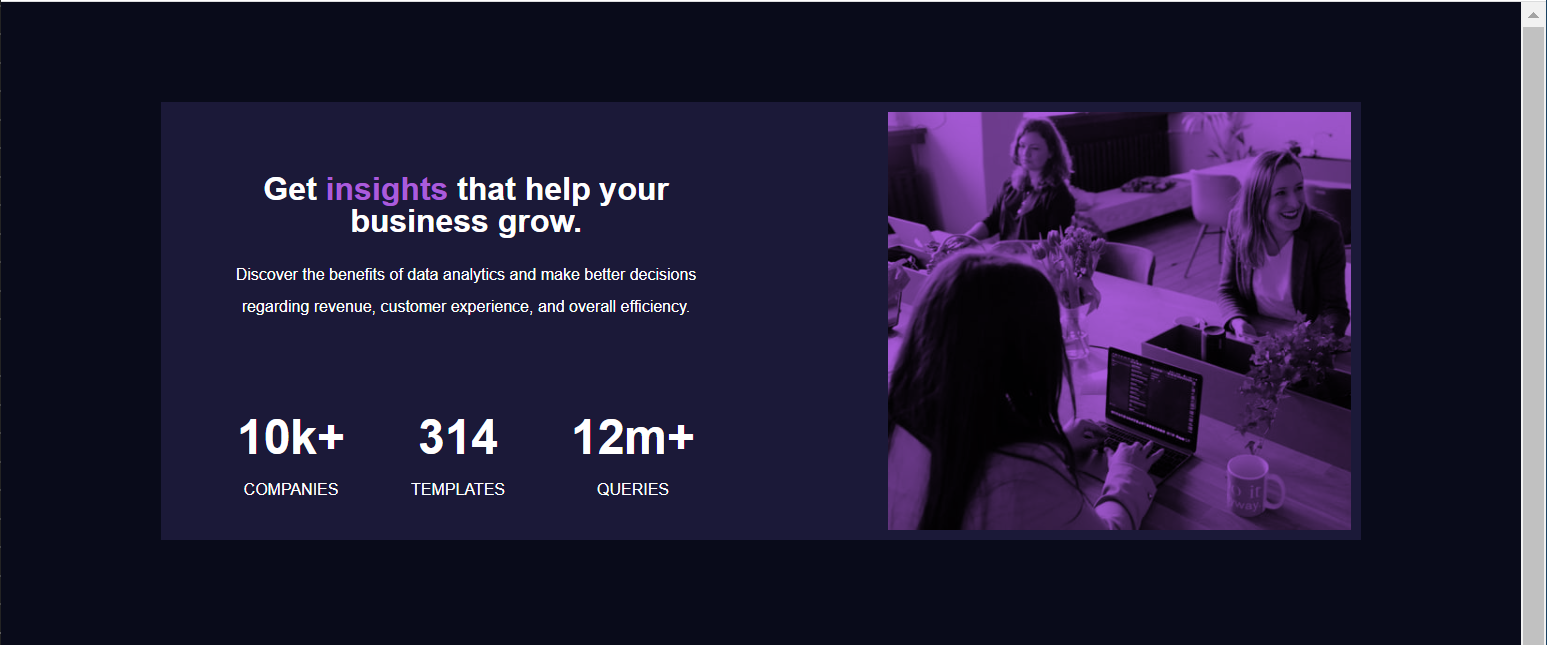 Get insights that help your
business grow.
Discover the benefits of data analytics and make better decisions
regarding revenue, customer experience, and overall efficiency.
10k+ 314 12m+
COMPANIES TEMPLATES QUERIES